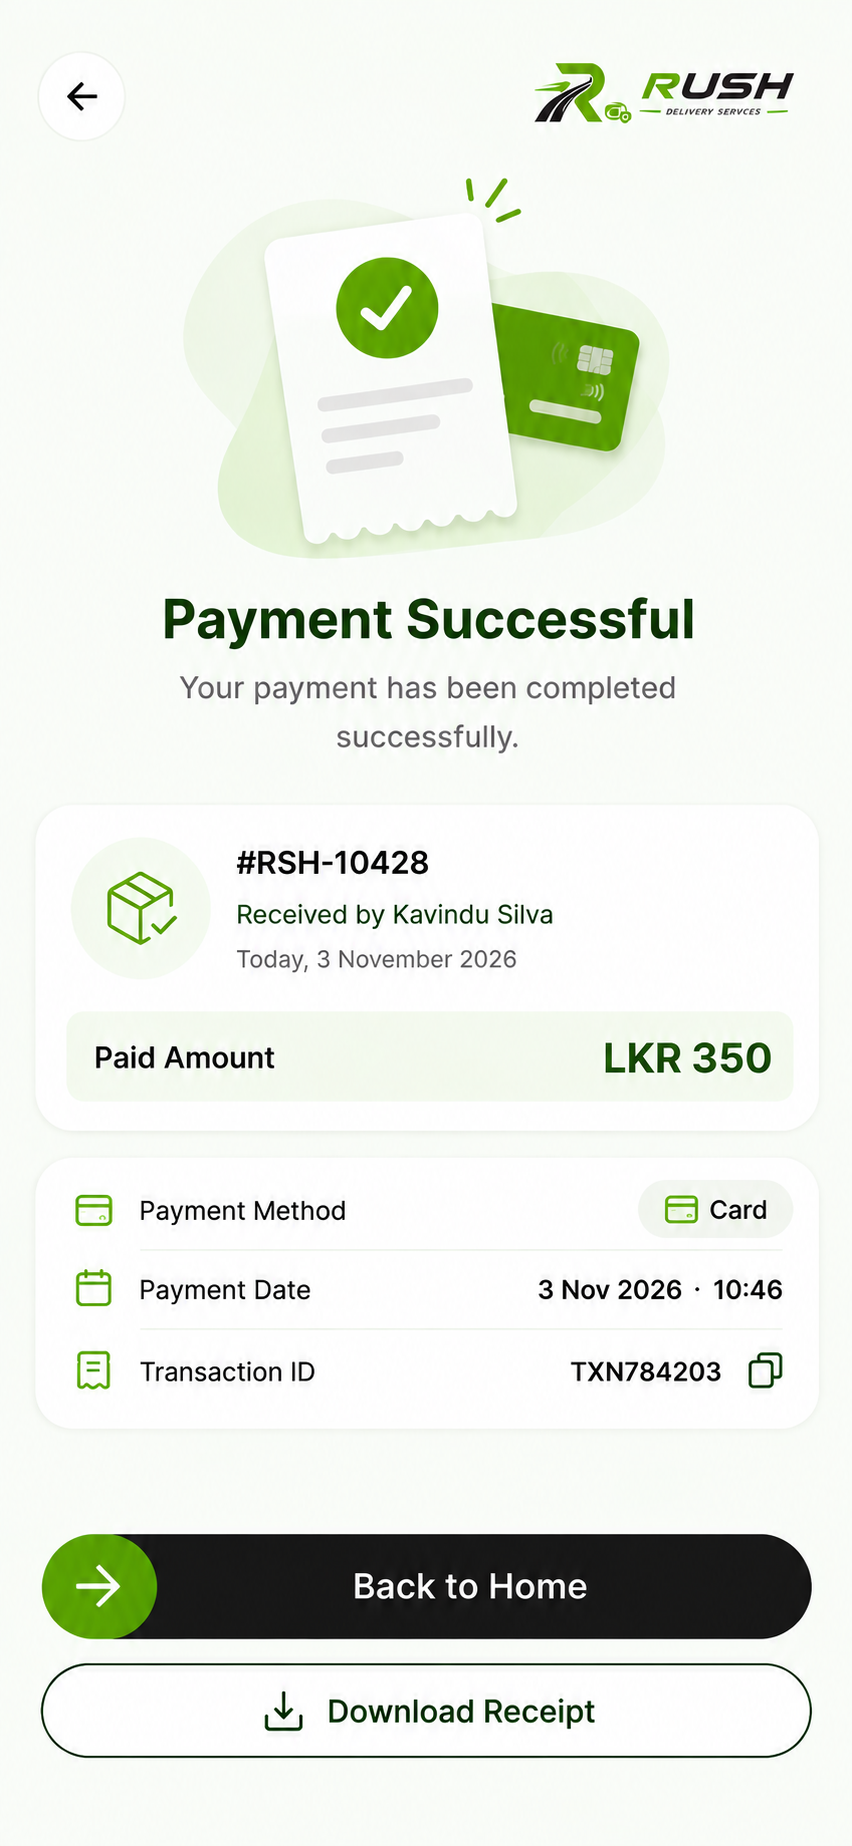 RUSH
DELIVERY SERVCES
Payment Successful
Your payment has been completed
successfully.
#RSH-10428
Received by Kavindu Silva
Today, 3 November 2026
Paid Amount LKR 350
Payment Method Card
Payment Date 3 Nov 2026 · 10:46
Transaction ID TXN784203
Back to Home
Download Receipt